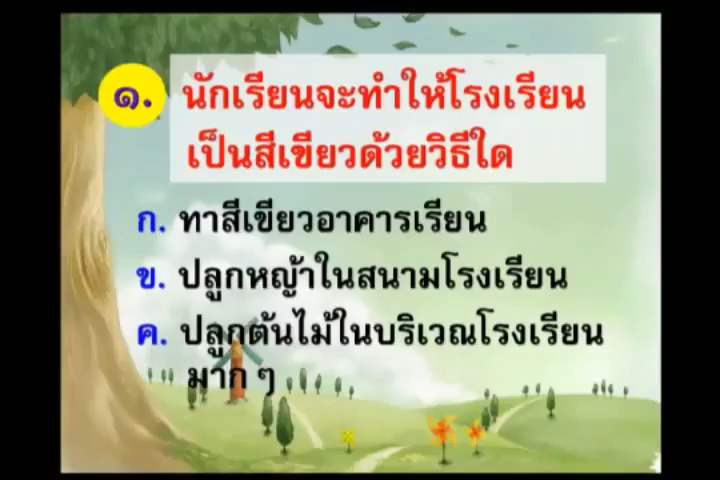 ๑. นักเรียนจะทำให้โรงเรียน
เป็นสีเขียวด้วยวิธีใด
ก. ทาสีเขียวอาคารเรียน
ข. ปลูกหญ้าในสนามโรงเรียน
ค. ปลูกต้นไม้ในบริเวณโรงเรียน
มาก ๆ